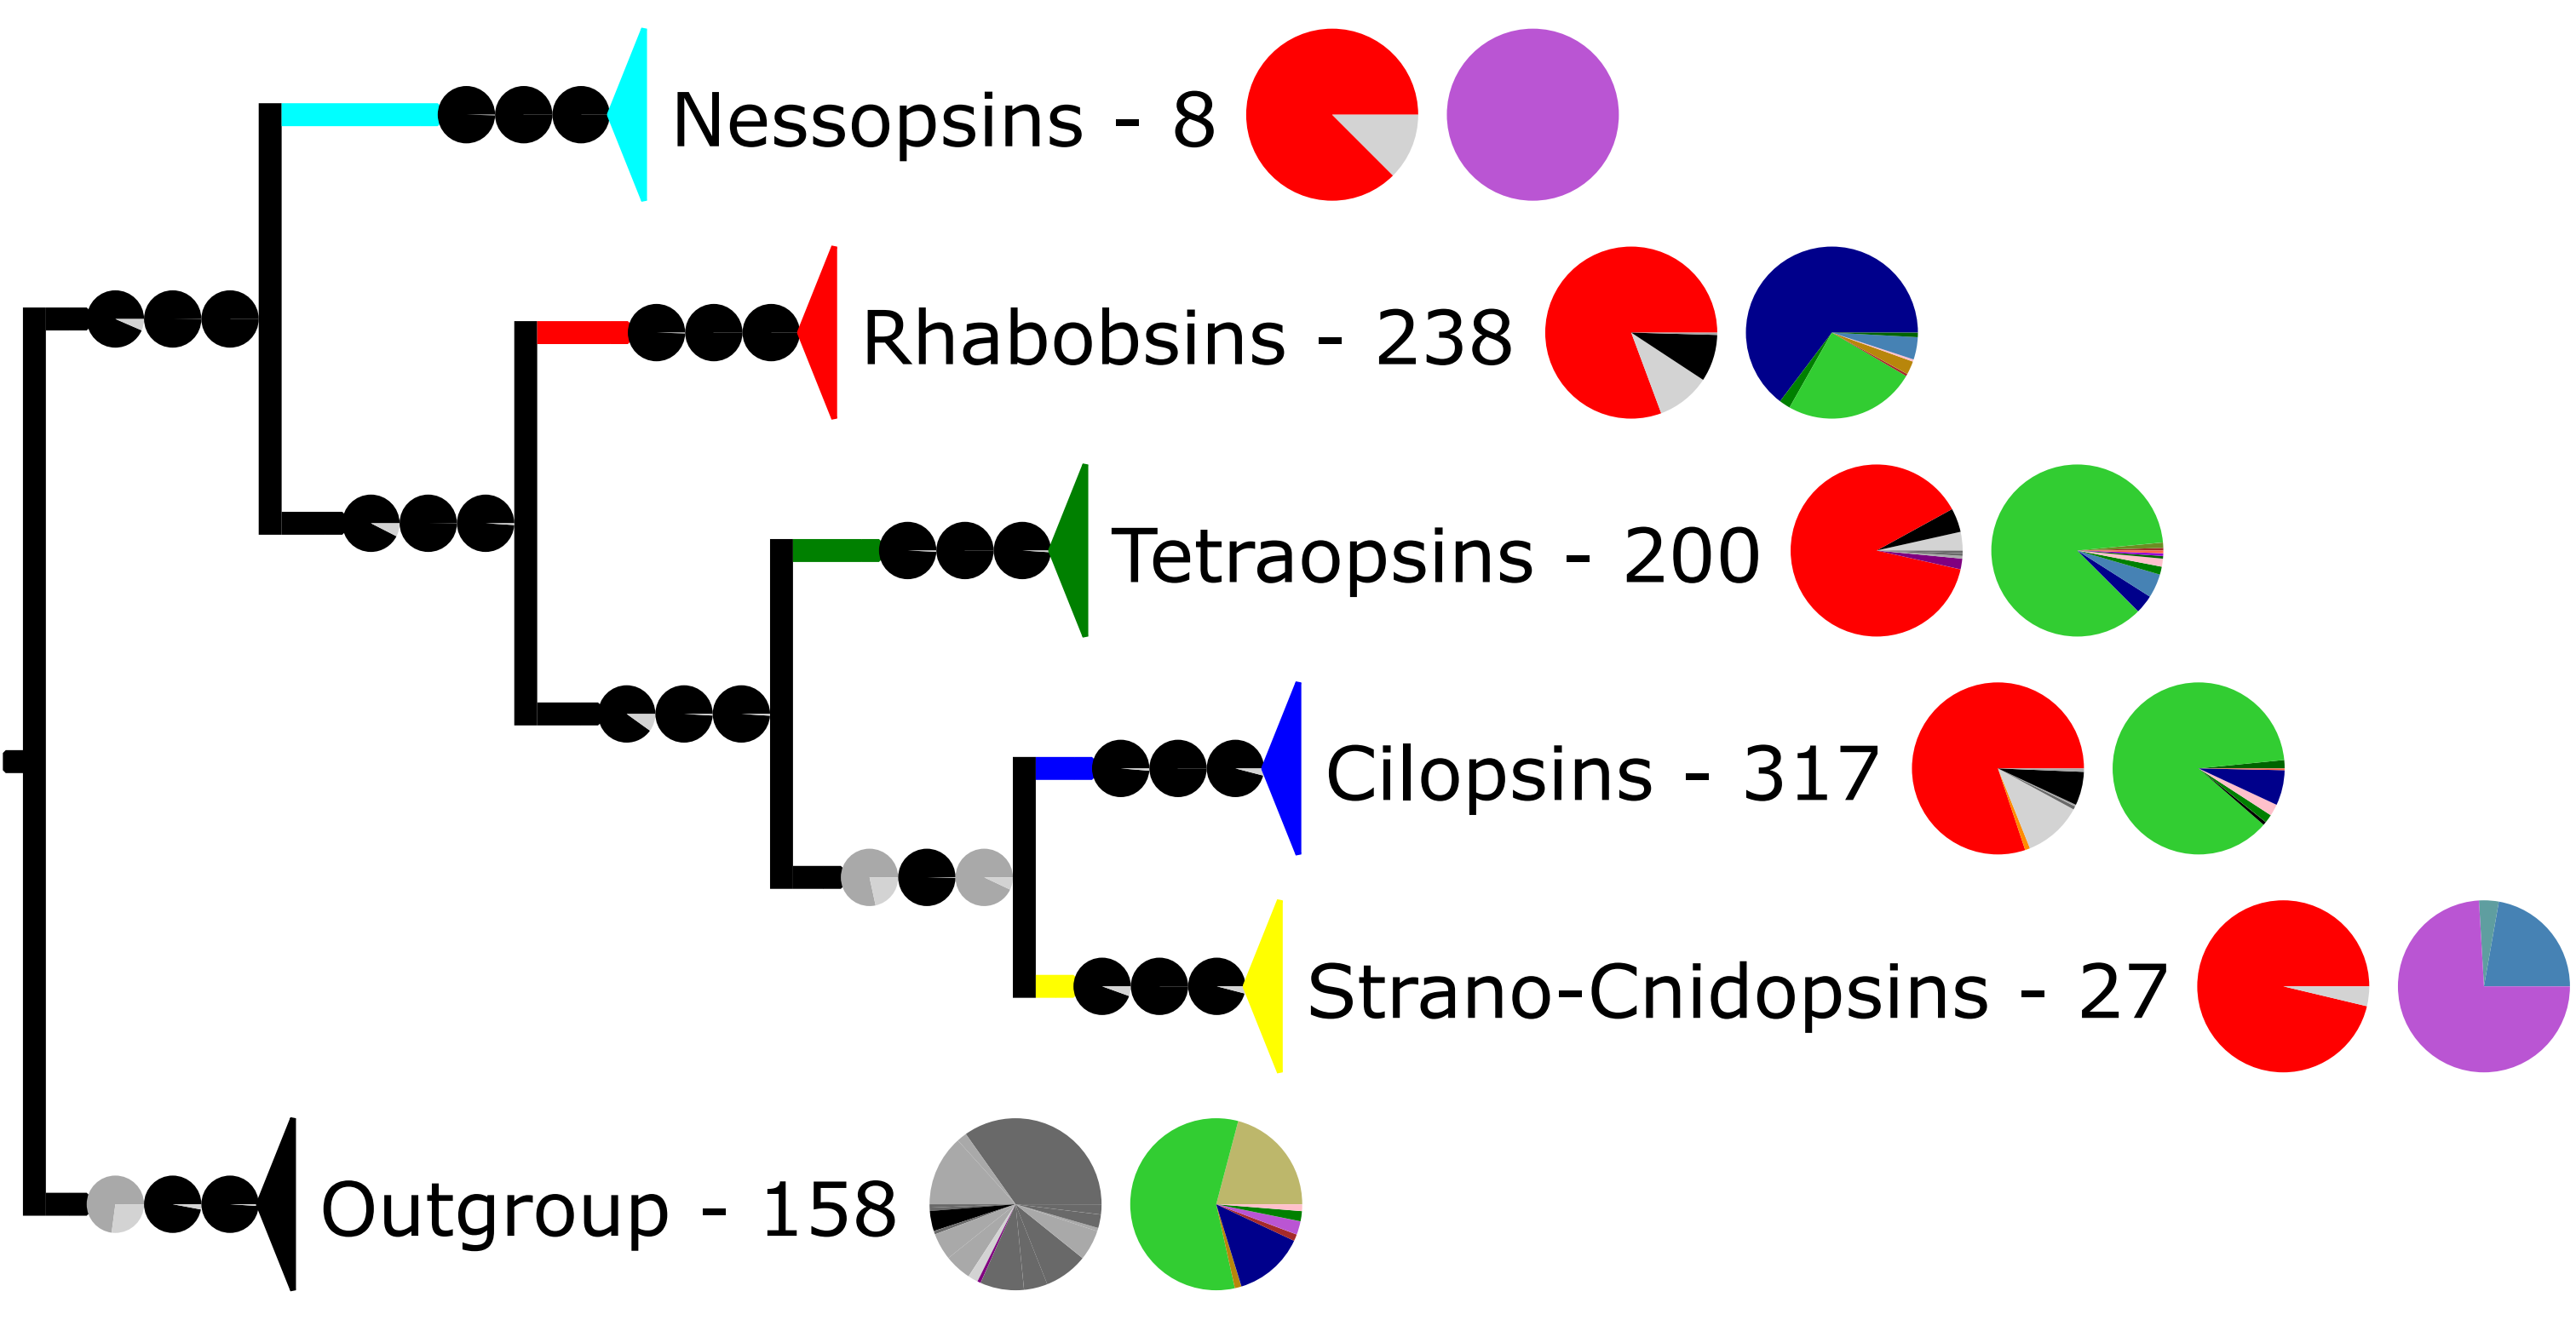 Nessopsins - 8
Rhabobsins - 238
Tetraopsins - 200
Cilopsins - 317
Strano-Cnidopsins - 27
Outgroup - 158